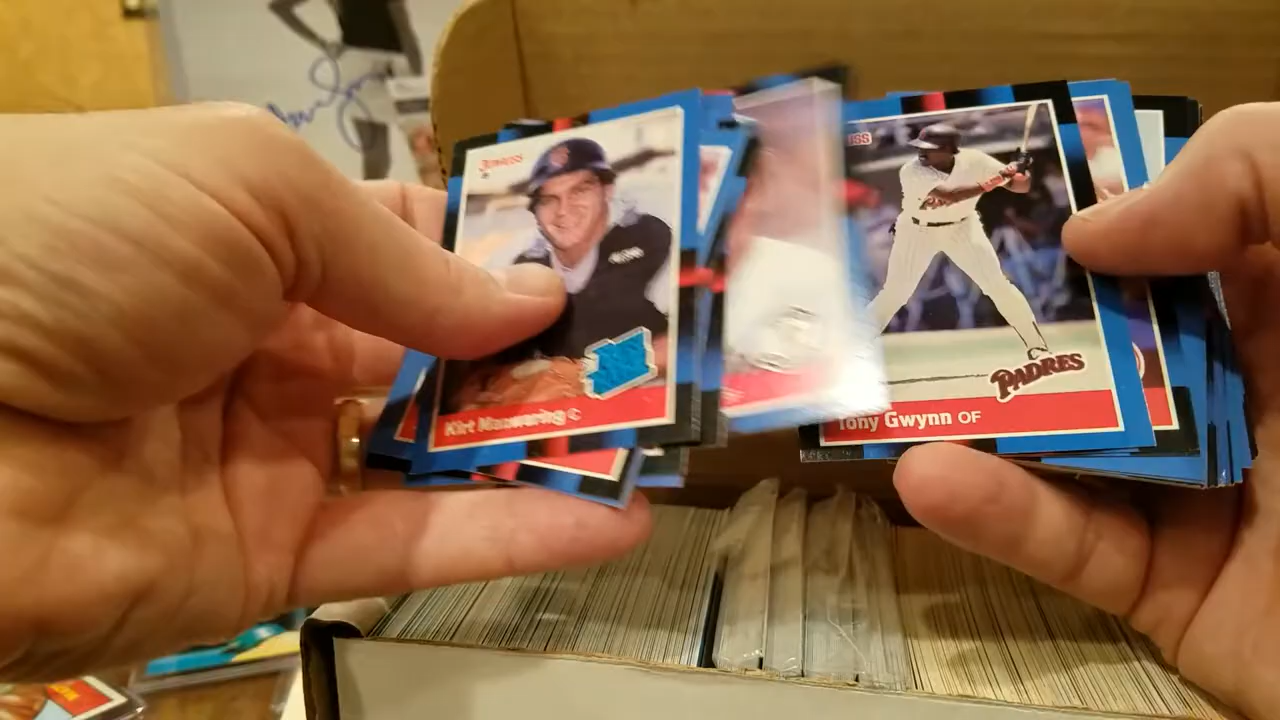 DONRUSS
Kirt Manwaring C
USS
PADRES
Tony Gwynn OF